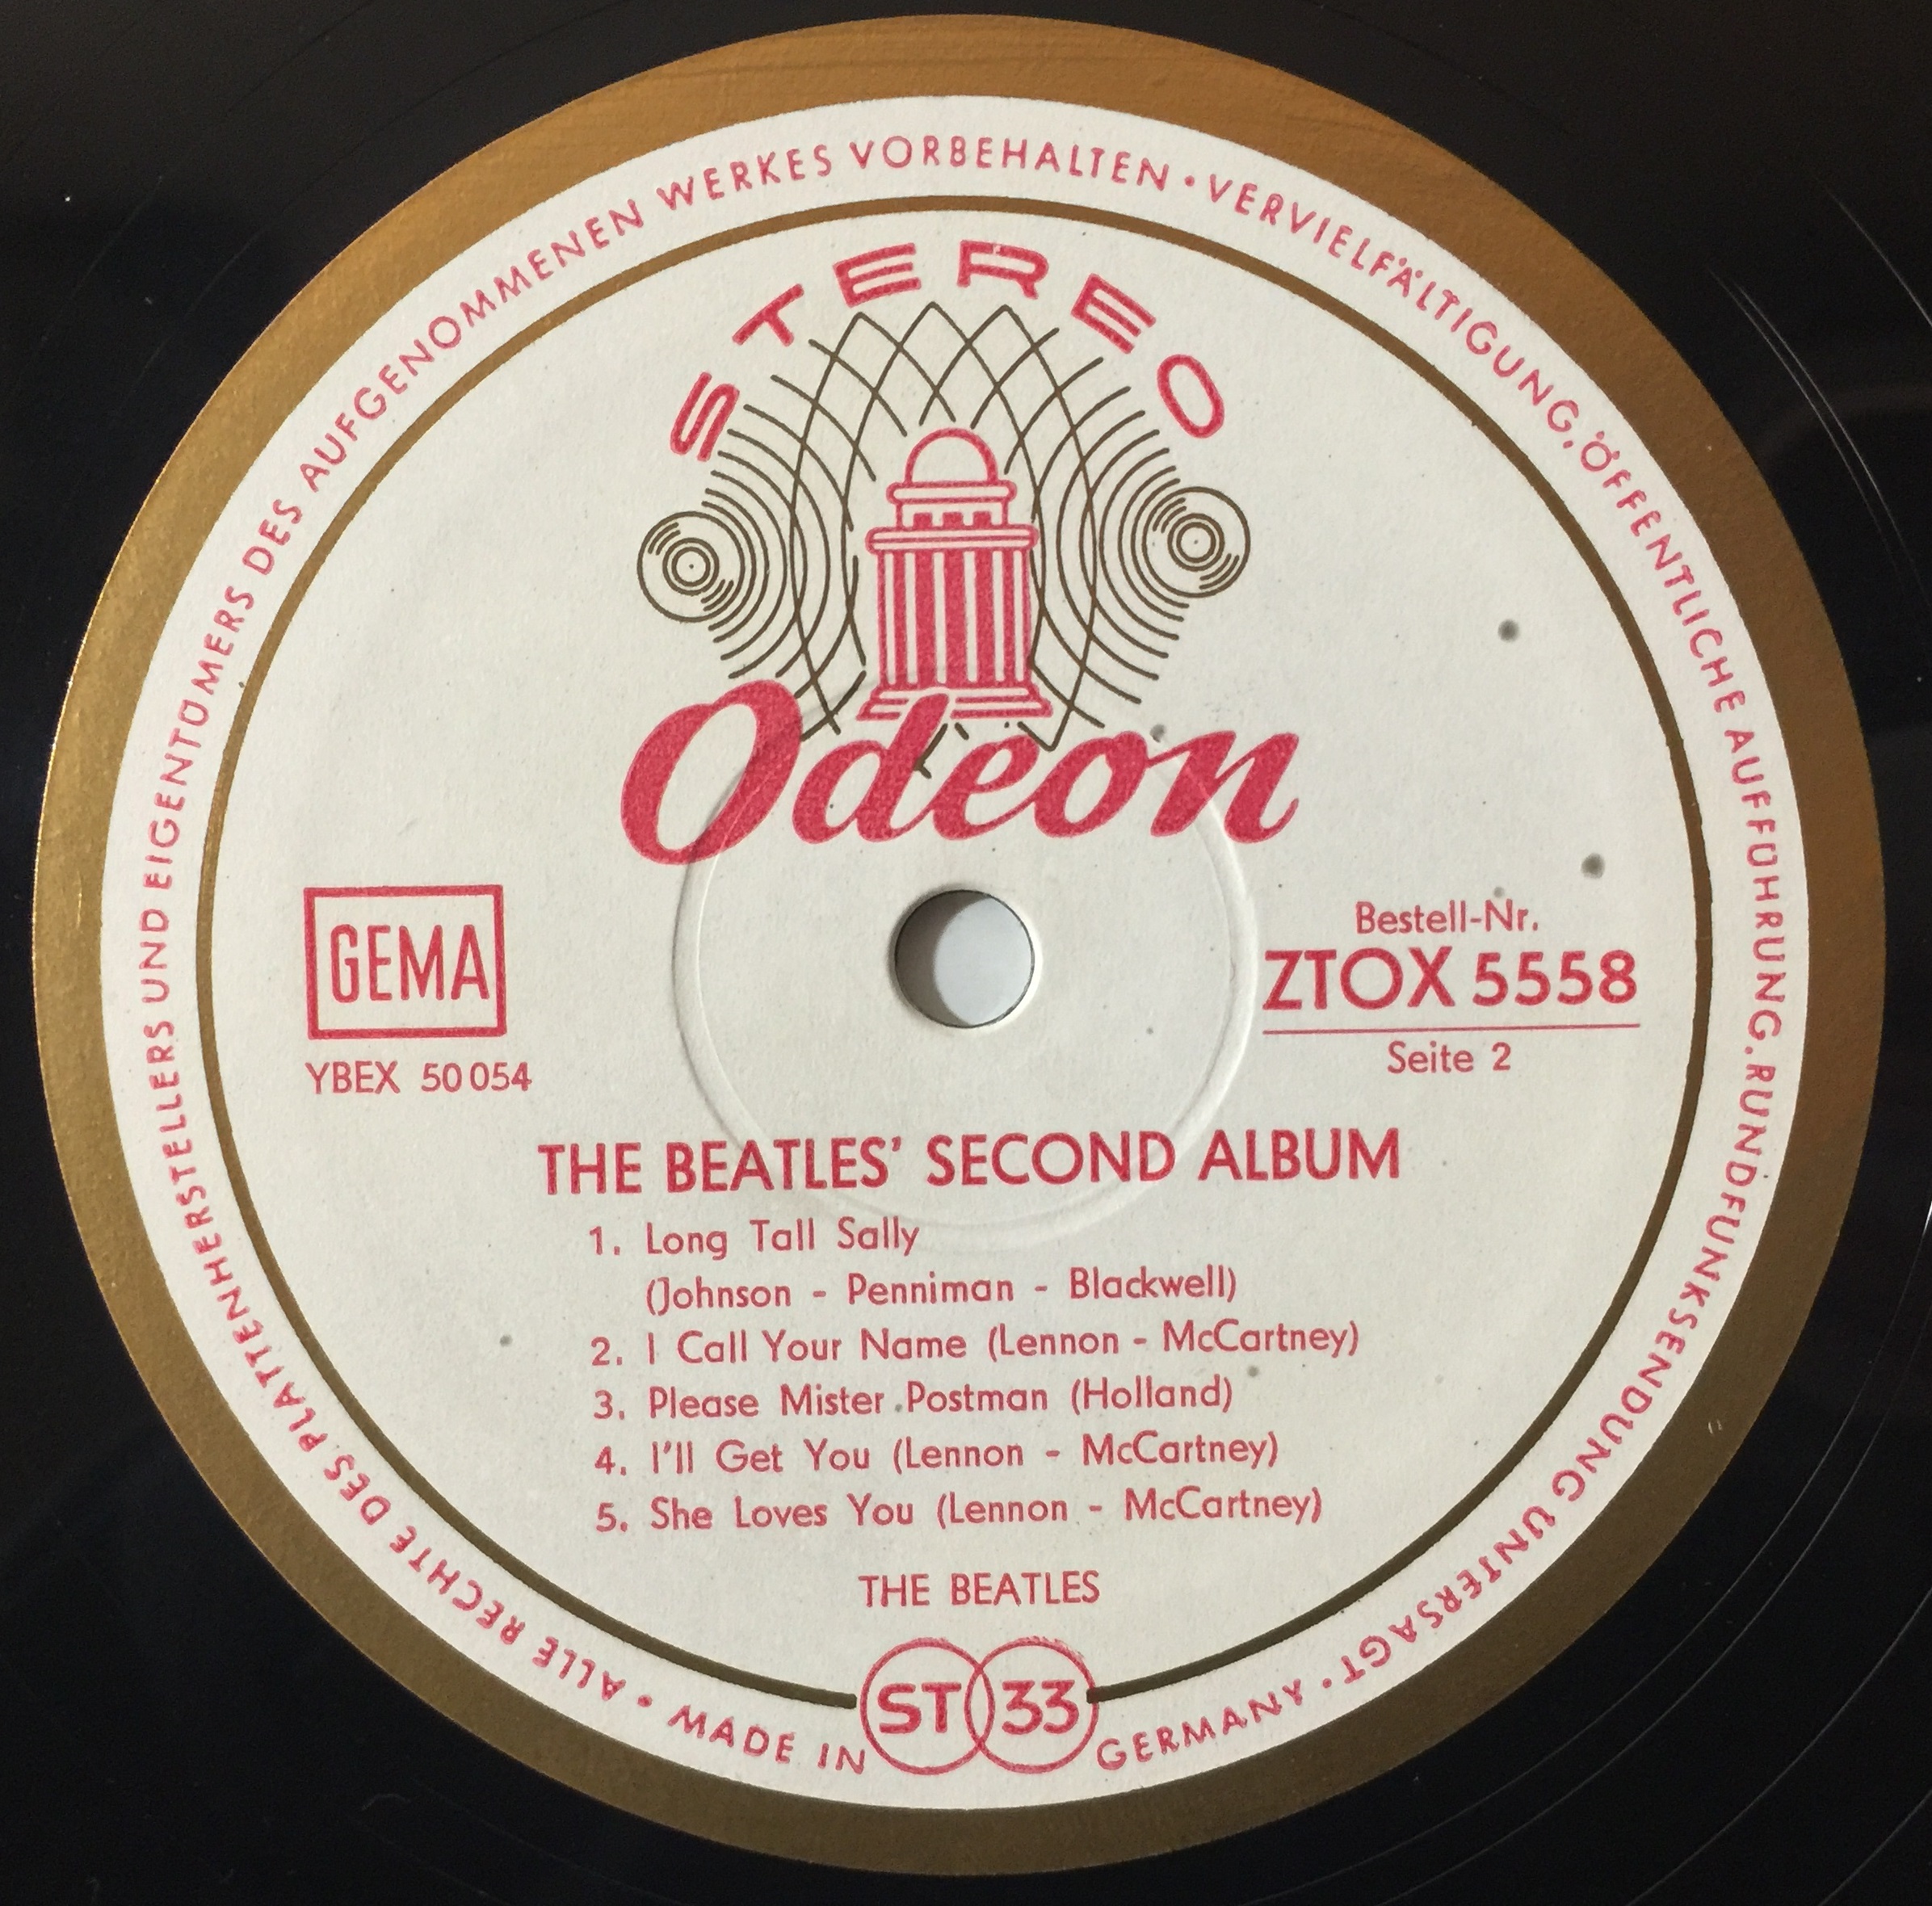 ALLE RECHTE DES PLATTENHERSTELLERS UND EIGENTÜMERS DES AUFGENOMMENEN WERKES VORBEHALTEN • VERVIELFÄLTIGUNG, ÖFFENTLICHE AUFFÜHRUNG, RUNDFUNKSENDUNG UNTERSAGT •
STEREO
Odeon
GEMA
YBEX 50 054
Bestell-Nr.
ZTOX 5558
Seite 2
THE BEATLES' SECOND ALBUM
1. Long Tall Sally
(Johnson - Penniman - Blackwell)
2. I Call Your Name (Lennon - McCartney)
3. Please Mister Postman (Holland)
4. I'll Get You (Lennon - McCartney)
5. She Loves You (Lennon - McCartney)
THE BEATLES
ST 33
MADE IN GERMANY